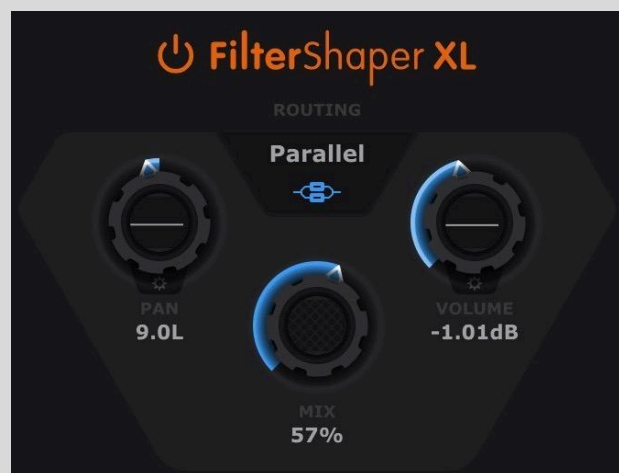 FilterShaper XL
ROUTING
Parallel
PAN
9.0L
VOLUME
-1.01dB
MIX
57%